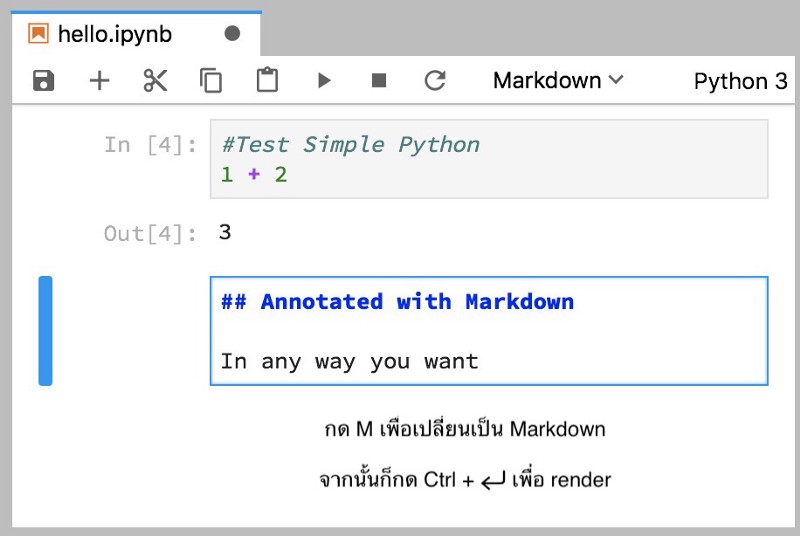 hello.ipynb
Markdown
Python 3
In [4]:
#Test Simple Python
1 + 2
Out[4]:
3
## Annotated with Markdown
In any way you want
กด M เพือเปลี่ยนเป็น Markdown
จากนั้นก็กด Ctrl + ↵ เพื่อ render